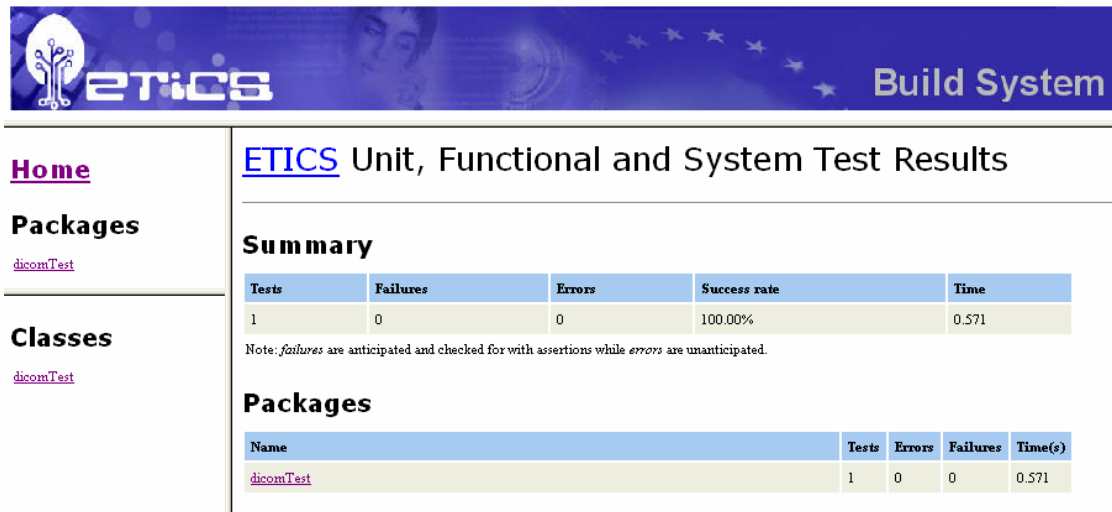 eTiCS
Build System
Home
Packages
dicomTest
Classes
dicomTest
ETICS Unit, Functional and System Test Results
Summary
Tests Failures Errors Success rate Time
1 0 0 100.00% 0.571
Note: failures are anticipated and checked for with assertions while errors are unanticipated.
Packages
Name Tests Errors Failures Time(s)
dicomTest 1 0 0 0.571